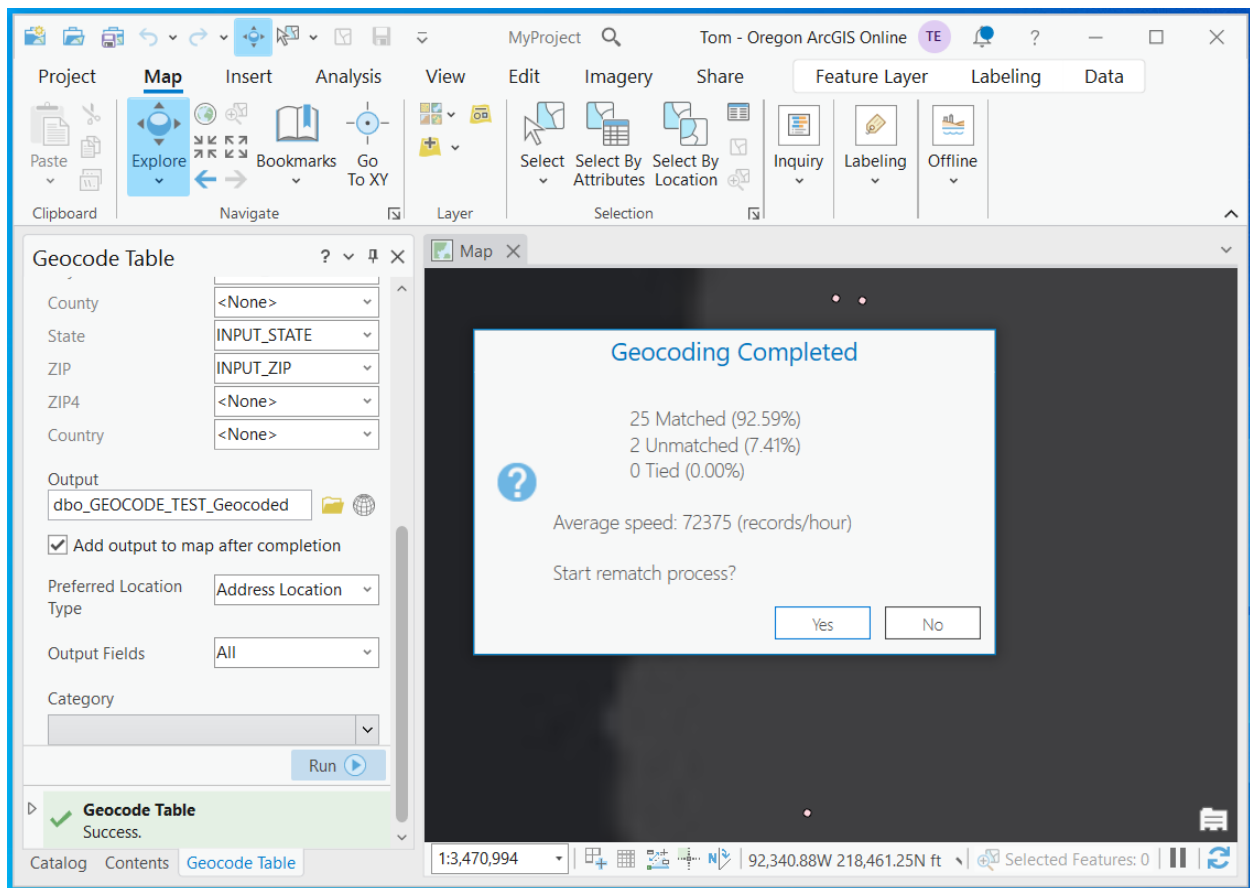 MyProject
Tom - Oregon ArcGIS Online
TE
?
Project
Map
Insert
Analysis
View
Edit
Imagery
Share
Feature Layer
Labeling
Data
Paste
Explore
Bookmarks
Go
To XY
Select
Select By
Attributes
Select By
Location
Inquiry
Labeling
Offline
Clipboard
Navigate
Layer
Selection
Geocode Table
?
County
<None>
State
INPUT_STATE
ZIP
INPUT_ZIP
ZIP4
<None>
Country
<None>
Output
dbo_GEOCODE_TEST_Geocoded
Add output to map after completion
Preferred Location
Type
Address Location
Output Fields
All
Category
Run
Geocode Table
Success.
Catalog
Contents
Geocode Table
Map
Geocoding Completed
25 Matched (92.59%)
2 Unmatched (7.41%)
0 Tied (0.00%)
?
Average speed: 72375 (records/hour)
Start rematch process?
Yes
No
1:3,470,994
N
92,340.88W 218,461.25N ft
Selected Features: 0